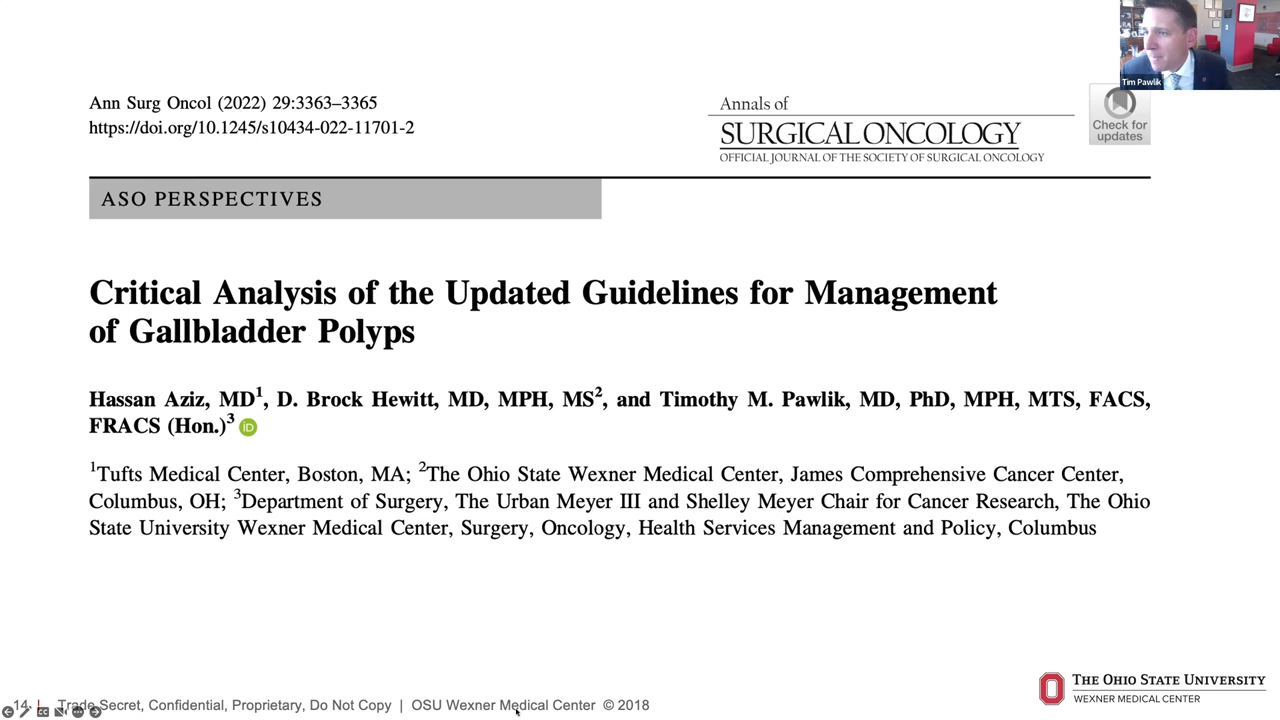 Tim Pawlik
Ann Surg Oncol (2022) 29:3363–3365
https://doi.org/10.1245/s10434-022-11701-2
Annals of
SURGICAL ONCOLOGY
OFFICIAL JOURNAL OF THE SOCIETY OF SURGICAL ONCOLOGY
Check for
updates
ASO PERSPECTIVES
Critical Analysis of the Updated Guidelines for Management
of Gallbladder Polyps
Hassan Aziz, MD1, D. Brock Hewitt, MD, MPH, MS2, and Timothy M. Pawlik, MD, PhD, MPH, MTS, FACS,
FRACS (Hon.)3 iD
1Tufts Medical Center, Boston, MA; 2The Ohio State Wexner Medical Center, James Comprehensive Cancer Center,
Columbus, OH; 3Department of Surgery, The Urban Meyer III and Shelley Meyer Chair for Cancer Research, The Ohio
State University Wexner Medical Center, Surgery, Oncology, Health Services Management and Policy, Columbus
14 | Trade Secret, Confidential, Proprietary, Do Not Copy | OSU Wexner Medical Center © 2018
THE OHIO STATE UNIVERSITY
WEXNER MEDICAL CENTER